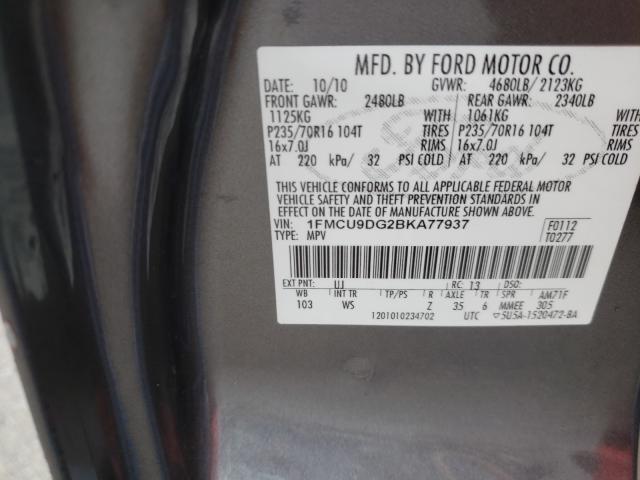 MFD. BY FORD MOTOR CO.
DATE: 10/10 GVWR: 4680LB/ 2123KG
FRONT GAWR: 2480LB REAR GAWR: 2340LB
1125KG WITH 1061KG WITH
P235/70R16 104T TIRES P235/70R16 104T TIRES
16x7.0J RIMS 16x7.0J RIMS
AT 220 kPa/ 32 PSI COLD AT 220 kPa/ 32 PSI COLD
THIS VEHICLE CONFORMS TO ALL APPLICABLE FEDERAL MOTOR
VEHICLE SAFETY AND THEFT PREVENTION STANDARDS IN
EFFECT ON THE DATE OF MANUFACTURE SHOWN ABOVE.
VIN: 1FMCU9DG2BKA77937 F0112
TYPE: MPV T0277
EXT PNT: UJ RC: 13 DSO:
WB INT TR TP/PS R AXLE TR SPR AM71F
103 WS Z 35 6 MMEE 305
1201010234702 UTC ▽5U5A-1520472-BA